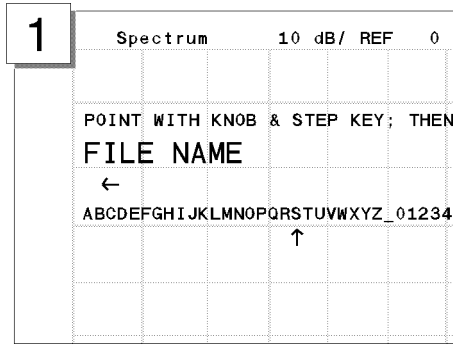 1
Spectrum 10 dB/ REF 0
POINT WITH KNOB & STEP KEY; THEN
FILE NAME
←
ABCDEFGHIJKLMNOPQRSTUVWXYZ_01234
↑